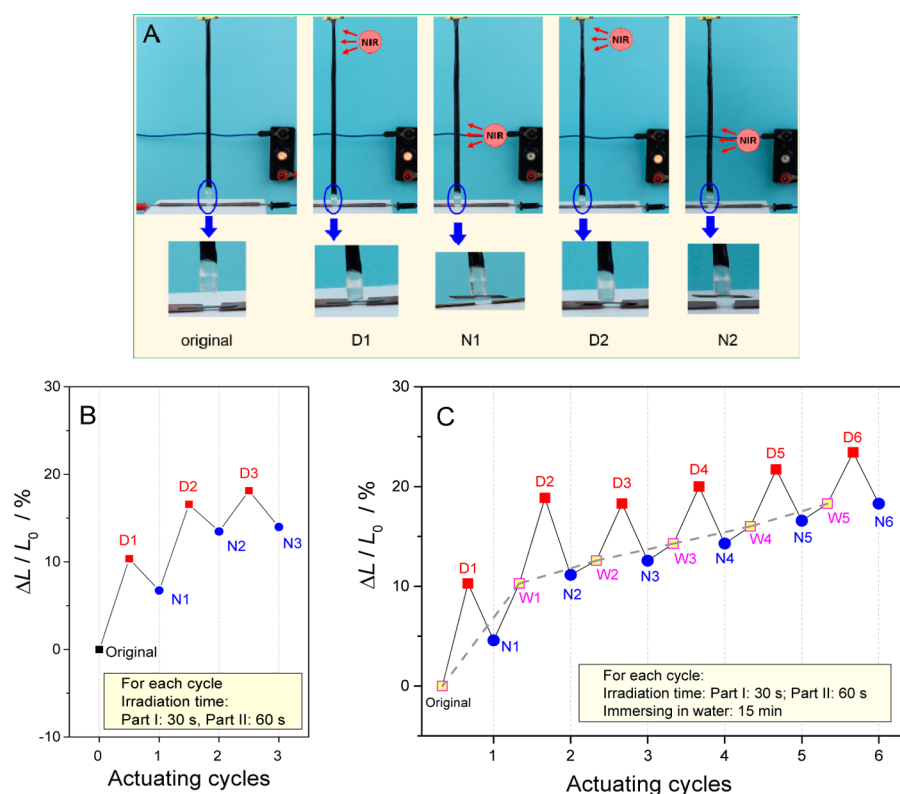 A
NIR
NIR
NIR
NIR
original
D1
N1
D2
N2
B
30
20
10
0
-10
ΔL / L0 / %
D1
D2
D3
N1
N2
N3
Original
For each cycle
Irradiation time:
Part I: 30 s, Part II: 60 s
0
1
2
3
Actuating cycles
C
30
20
10
0
ΔL / L0 / %
D1
D2
D3
D4
D5
D6
W1
W2
W3
W4
W5
N1
N2
N3
N4
N5
N6
Original
For each cycle:
Irradiation time: Part I: 30 s; Part II: 60 s
Immersing in water: 15 min
1
2
3
4
5
6
Actuating cycles